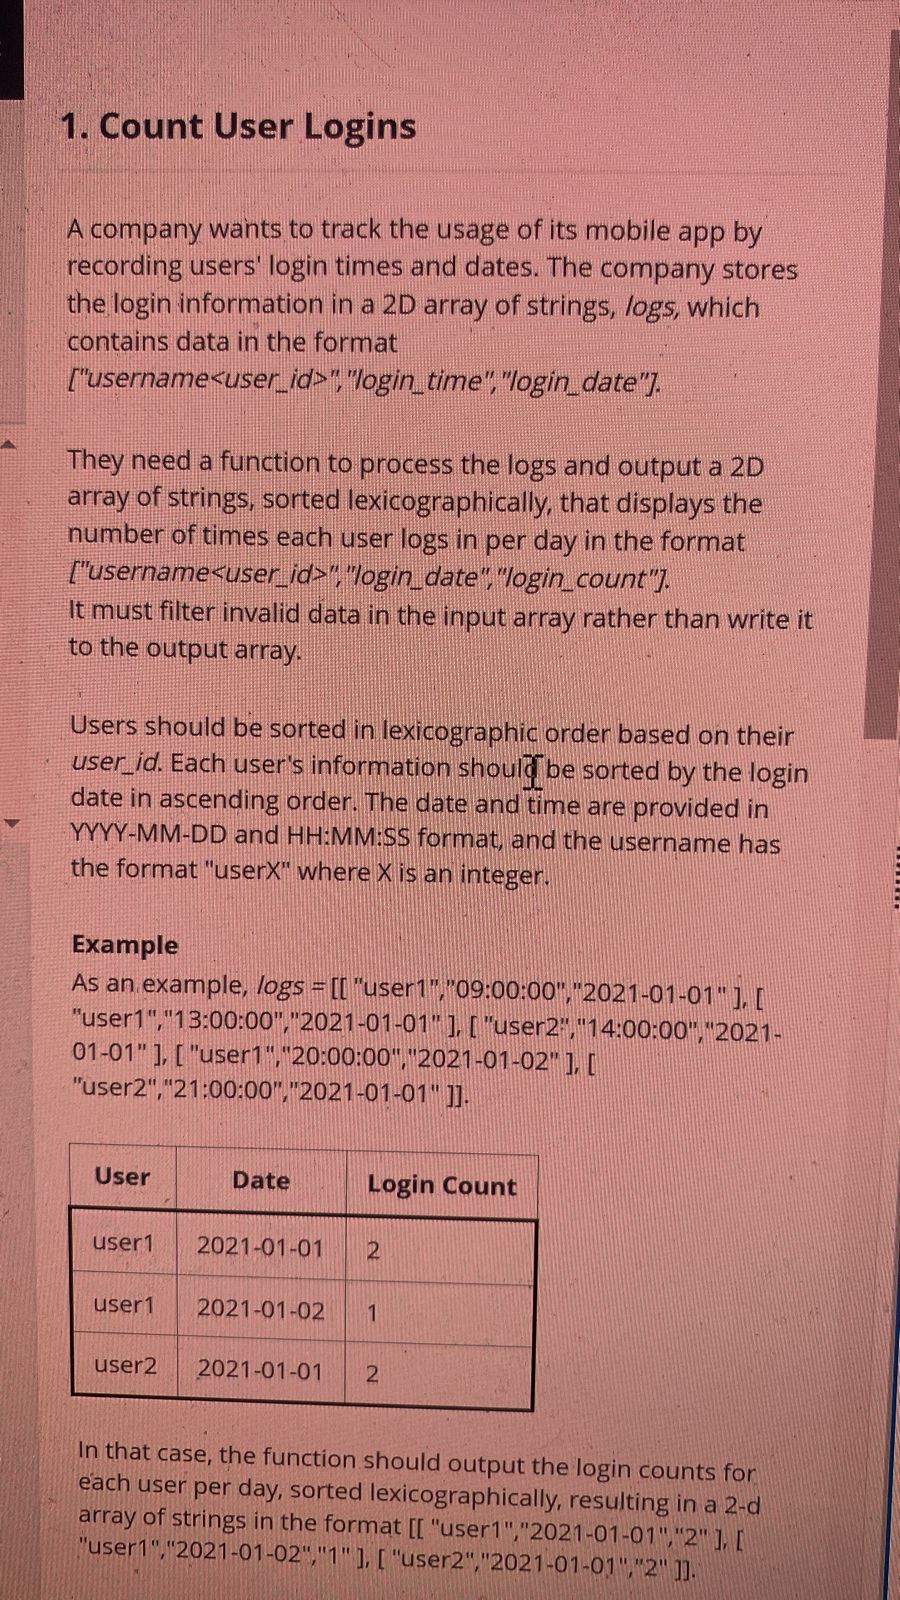 1. Count User Logins
A company wants to track the usage of its mobile app by
recording users' login times and dates. The company stores
the login information in a 2D array of strings, logs, which
contains data in the format
["username<user_id>","login_time","login_date"].
They need a function to process the logs and output a 2D
array of strings, sorted lexicographically, that displays the
number of times each user logs in per day in the format
["username<user_id>","login_date","login_count"].
It must filter invalid data in the input array rather than write it
to the output array.
Users should be sorted in lexicographic order based on their
user_id. Each user's information should be sorted by the login
date in ascending order. The date and time are provided in
YYYY-MM-DD and HH:MM:SS format, and the username has
the format "userX" where X is an integer.
Example
As an example, logs = [[ "user1","09:00:00","2021-01-01" ], [
"user1","13:00:00","2021-01-01" ], [ "user2","14:00:00","2021-
01-01" ], [ "user1","20:00:00","2021-01-02" ], [
"user2","21:00:00","2021-01-01" ]].
User Date Login Count
user1 2021-01-01 2
user1 2021-01-02 1
user2 2021-01-01 2
In that case, the function should output the login counts for
each user per day, sorted lexicographically, resulting in a 2-d
array of strings in the format [[ "user1","2021-01-01","2" ], [
"user1","2021-01-02","1" ], [ "user2","2021-01-01","2" ]].